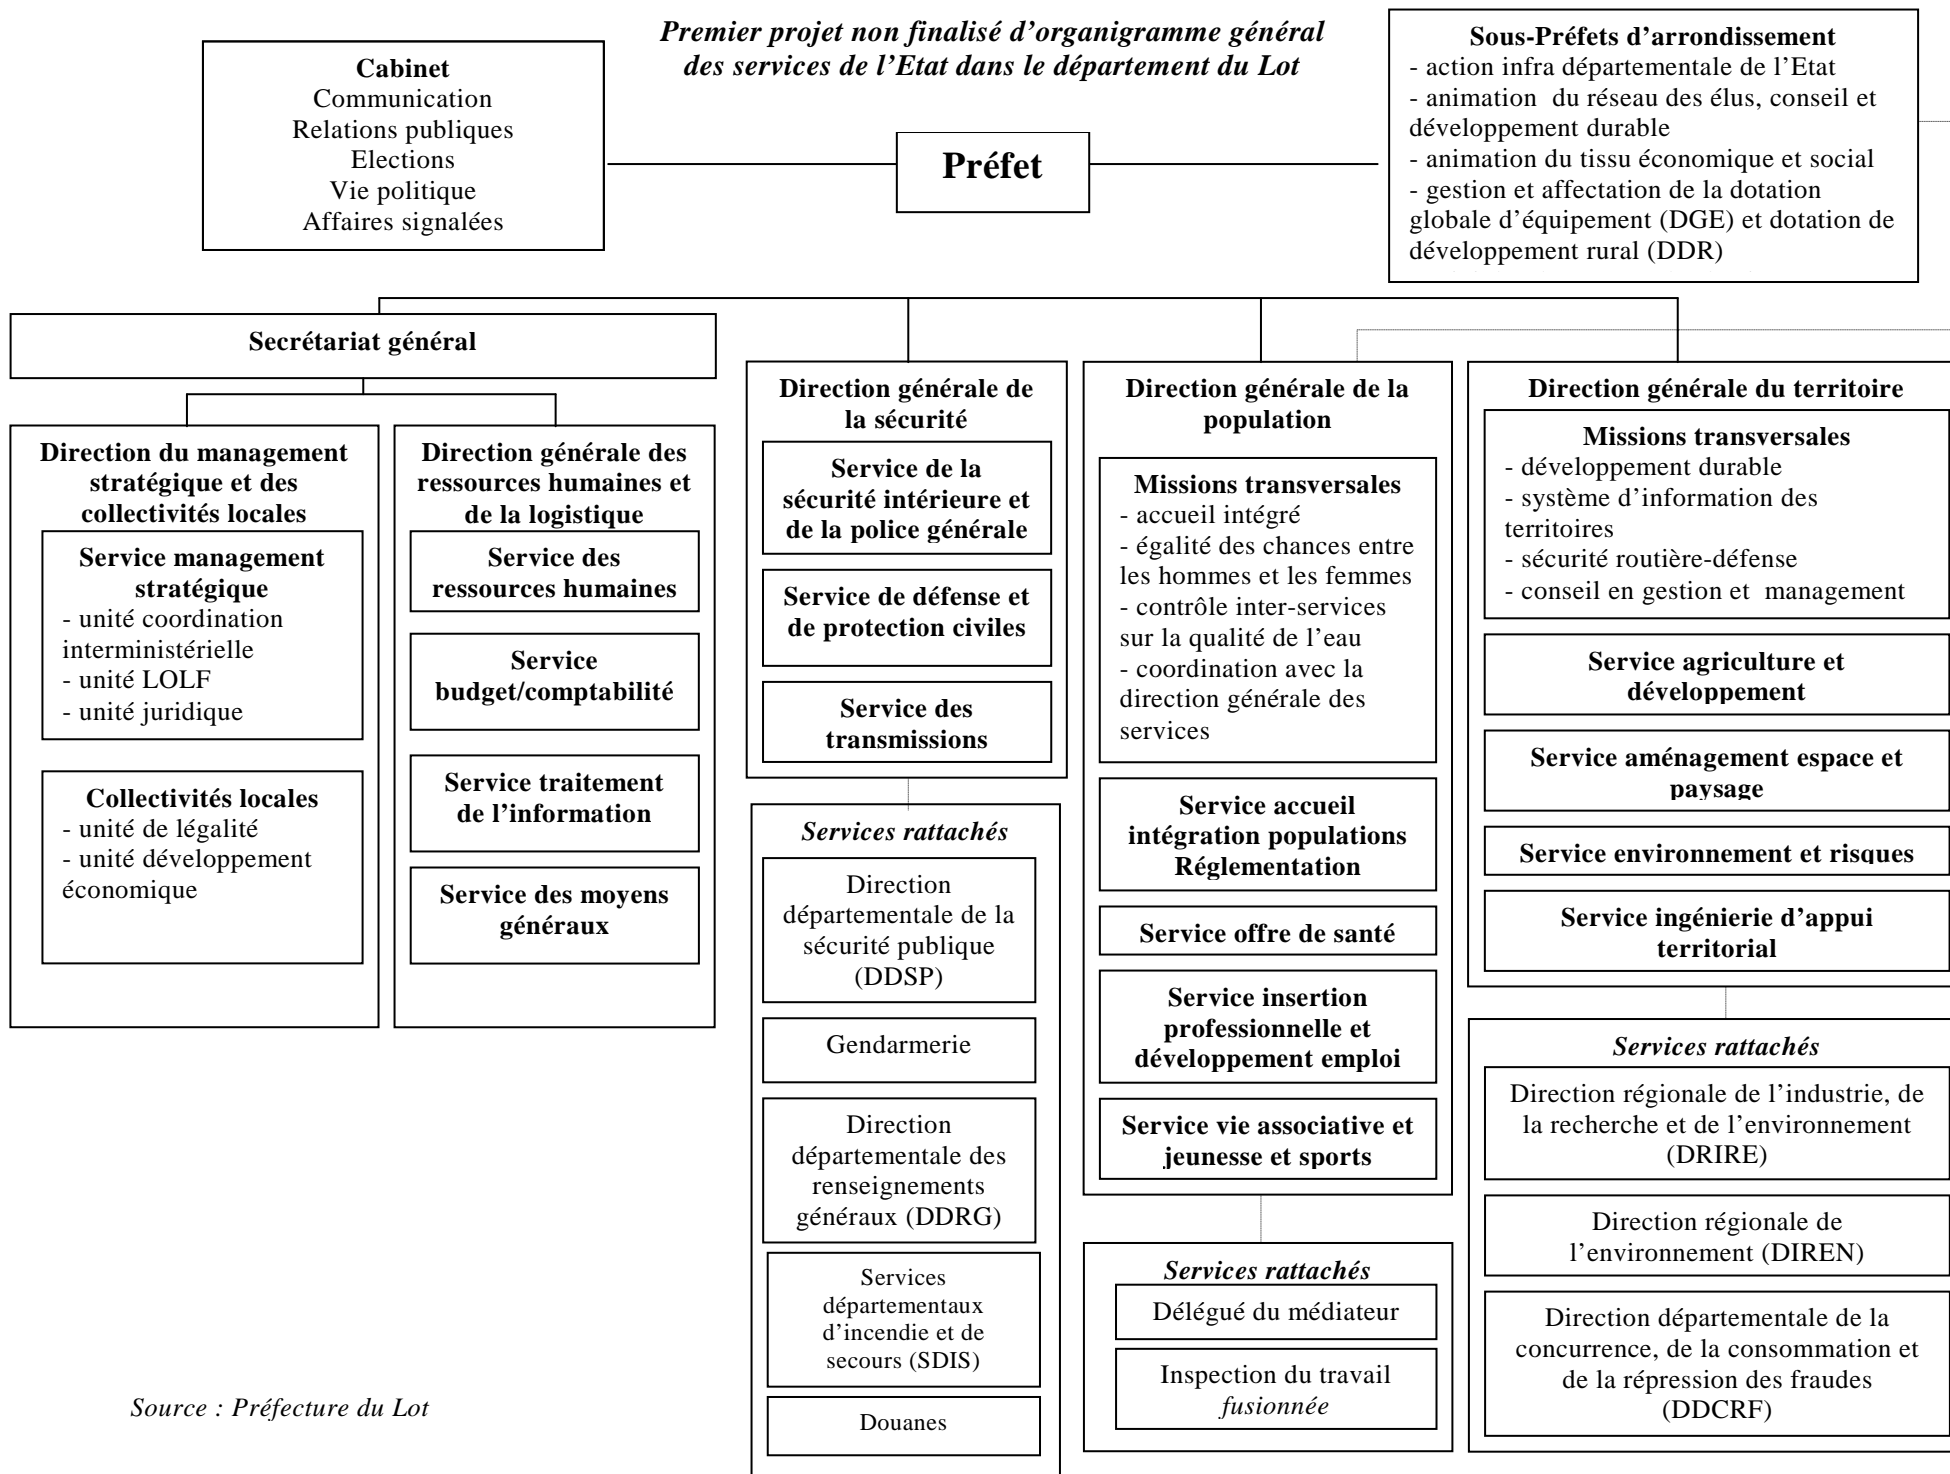 Premier projet non finalisé d'organigramme général
des services de l'Etat dans le département du Lot
Cabinet
Communication
Relations publiques
Elections
Vie politique
Affaires signalées
Préfet
Sous-Préfets d'arrondissement
- action infra départementale de l'Etat
- animation du réseau des élus, conseil et
développement durable
- animation du tissu économique et social
- gestion et affectation de la dotation
globale d'équipement (DGE) et dotation de
développement rural (DDR)
Secrétariat général
Direction du management
stratégique et des
collectivités locales
Service management
stratégique
- unité coordination
interministérielle
- unité LOLF
- unité juridique
Collectivités locales
- unité de légalité
- unité développement
économique
Direction générale des
ressources humaines et
de la logistique
Service des
ressources humaines
Service
budget/comptabilité
Service traitement
de l'information
Service des moyens
généraux
Direction générale de
la sécurité
Service de la
sécurité intérieure et
de la police générale
Service de défense et
de protection civiles
Service des
transmissions
Services rattachés
Direction
départementale de la
sécurité publique
(DDSP)
Gendarmerie
Direction
départementale des
renseignements
généraux (DDRG)
Services
départementaux
d'incendie et de
secours (SDIS)
Douanes
Direction générale de la
population
Missions transversales
- accueil intégré
- égalité des chances entre
les hommes et les femmes
- contrôle inter-services
sur la qualité de l'eau
- coordination avec la
direction générale des
services
Service accueil
intégration populations
Réglementation
Service offre de santé
Service insertion
professionnelle et
développement emploi
Service vie associative et
jeunesse et sports
Services rattachés
Délégué du médiateur
Inspection du travail
fusionnée
Direction générale du territoire
Missions transversales
- développement durable
- système d'information des
territoires
- sécurité routière-défense
- conseil en gestion et management
Service agriculture et
développement
Service aménagement espace et
paysage
Service environnement et risques
Service ingénierie d'appui
territorial
Services rattachés
Direction régionale de l'industrie, de
la recherche et de l'environnement
(DRIRE)
Direction régionale de
l'environnement (DIREN)
Direction départementale de la
concurrence, de la consommation et
de la répression des fraudes
(DDCRF)
Source : Préfecture du Lot